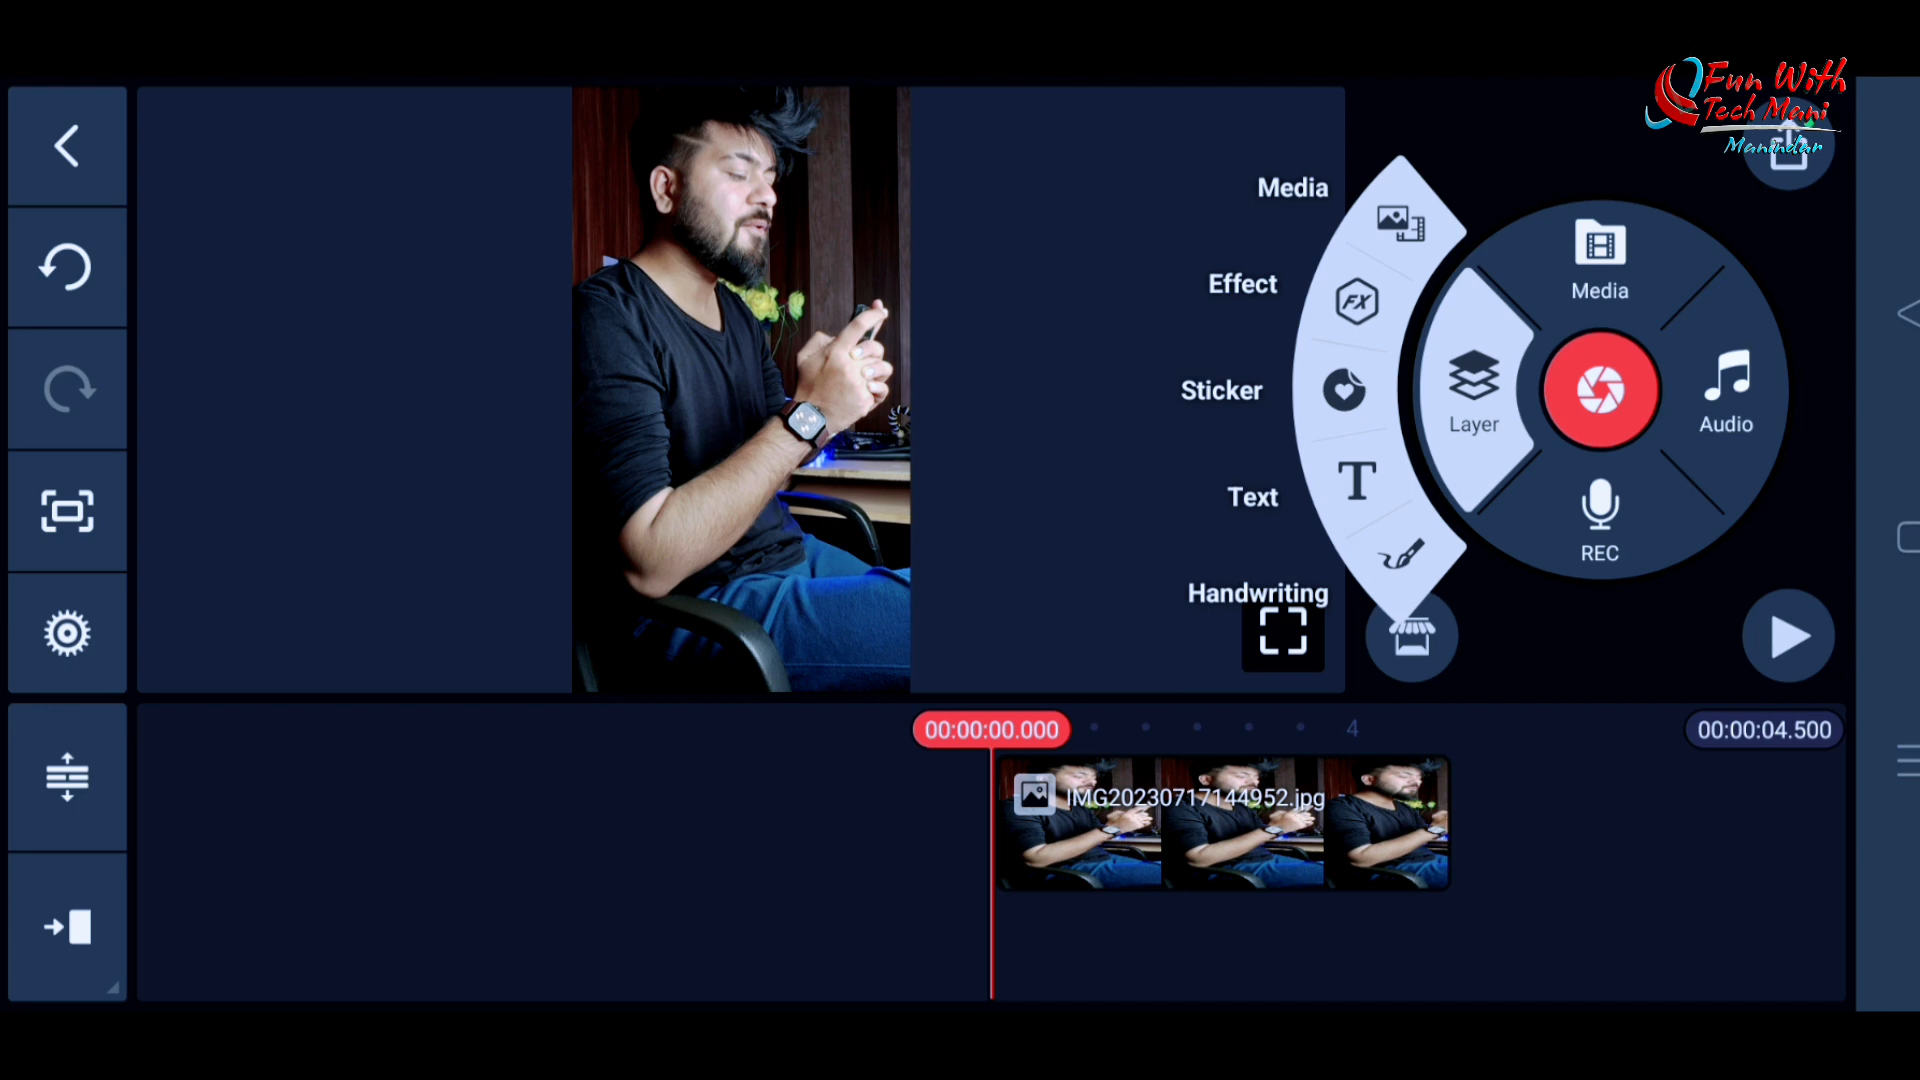 Fun With
Tech Mani
Manindar
Media
Effect
Sticker
Text
Handwriting
Media
Layer
Audio
REC
00:00:00.000
4
00:00:04.500
IMG20230717144952.jpg